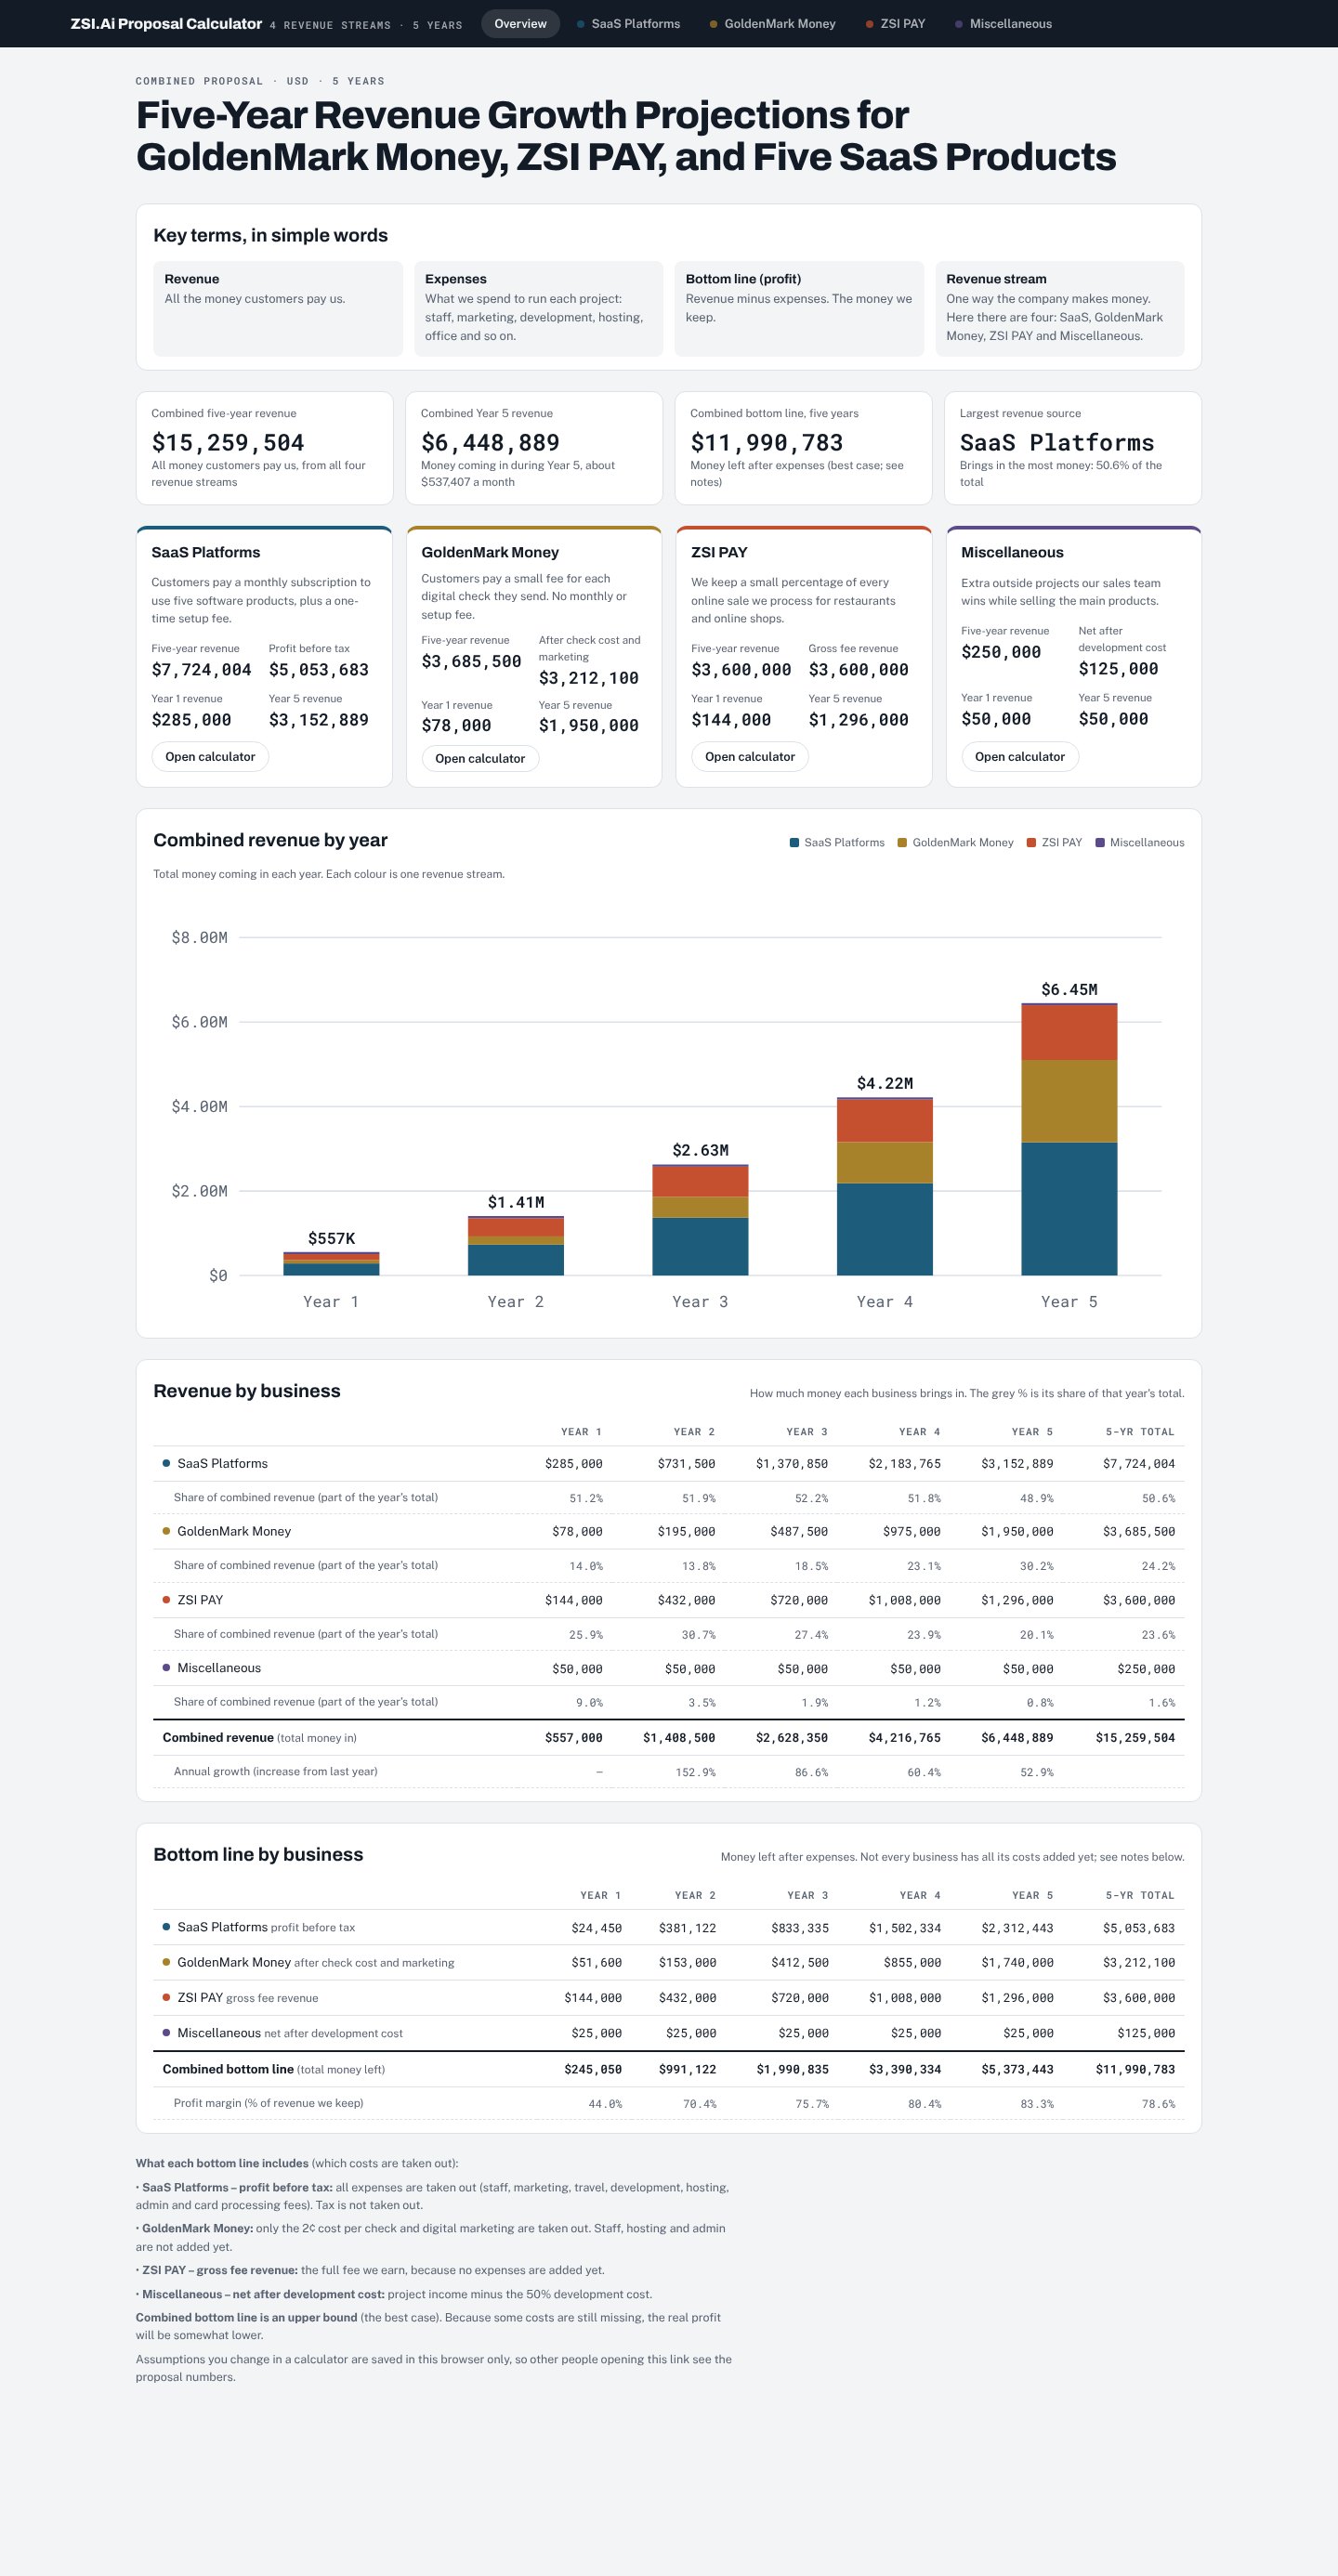 ZSI.Ai Proposal Calculator 4 REVENUE STREAMS · 5 YEARS Overview SaaS Platforms GoldenMark Money ZSI PAY Miscellaneous
COMBINED PROPOSAL · USD · 5 YEARS
Five-Year Revenue Growth Projections for
GoldenMark Money, ZSI PAY, and Five SaaS Products
Key terms, in simple words
Revenue
All the money customers pay us.
Expenses
What we spend to run each project:
staff, marketing, development, hosting,
office and so on.
Bottom line (profit)
Revenue minus expenses. The money we
keep.
Revenue stream
One way the company makes money.
Here there are four: SaaS, GoldenMark
Money, ZSI PAY and Miscellaneous.
Combined five-year revenue
$15,259,504
All money customers pay us, from all four
revenue streams
Combined Year 5 revenue
$6,448,889
Money coming in during Year 5, about
$537,407 a month
Combined bottom line, five years
$11,990,783
Money left after expenses (best case; see
notes)
Largest revenue source
SaaS Platforms
Brings in the most money: 50.6% of the
total
SaaS Platforms
Customers pay a monthly subscription to
use five software products, plus a one-
time setup fee.
Five-year revenue Profit before tax
$7,724,004 $5,053,683
Year 1 revenue Year 5 revenue
$285,000 $3,152,889
Open calculator
GoldenMark Money
Customers pay a small fee for each
digital check they send. No monthly or
setup fee.
Five-year revenue
$3,685,500
After check cost and
marketing
$3,212,100
Year 1 revenue Year 5 revenue
$78,000 $1,950,000
Open calculator
ZSI PAY
We keep a small percentage of every
online sale we process for restaurants
and online shops.
Five-year revenue Gross fee revenue
$3,600,000 $3,600,000
Year 1 revenue Year 5 revenue
$144,000 $1,296,000
Open calculator
Miscellaneous
Extra outside projects our sales team
wins while selling the main products.
Five-year revenue
$250,000
Net after
development cost
$125,000
Year 1 revenue Year 5 revenue
$50,000 $50,000
Open calculator
Combined revenue by year
SaaS Platforms GoldenMark Money ZSI PAY Miscellaneous
Total money coming in each year. Each colour is one revenue stream.
$8.00M
$6.45M
$6.00M
$4.22M
$4.00M
$2.63M
$2.00M
$1.41M
$557K
$0
Year 1 Year 2 Year 3 Year 4 Year 5
Revenue by business
How much money each business brings in. The grey % is its share of that year's total.
YEAR 1 YEAR 2 YEAR 3 YEAR 4 YEAR 5 5-YR TOTAL
SaaS Platforms $285,000 $731,500 $1,370,850 $2,183,765 $3,152,889 $7,724,004
Share of combined revenue (part of the year's total) 51.2% 51.9% 52.2% 51.8% 48.9% 50.6%
GoldenMark Money $78,000 $195,000 $487,500 $975,000 $1,950,000 $3,685,500
Share of combined revenue (part of the year's total) 14.0% 13.8% 18.5% 23.1% 30.2% 24.2%
ZSI PAY $144,000 $432,000 $720,000 $1,008,000 $1,296,000 $3,600,000
Share of combined revenue (part of the year's total) 25.9% 30.7% 27.4% 23.9% 20.1% 23.6%
Miscellaneous $50,000 $50,000 $50,000 $50,000 $50,000 $250,000
Share of combined revenue (part of the year's total) 9.0% 3.5% 1.9% 1.2% 0.8% 1.6%
Combined revenue (total money in) $557,000 $1,408,500 $2,628,350 $4,216,765 $6,448,889 $15,259,504
Annual growth (increase from last year) – 152.9% 86.6% 60.4% 52.9%
Bottom line by business
Money left after expenses. Not every business has all its costs added yet; see notes below.
YEAR 1 YEAR 2 YEAR 3 YEAR 4 YEAR 5 5-YR TOTAL
SaaS Platforms profit before tax $24,450 $381,122 $833,335 $1,502,334 $2,312,443 $5,053,683
GoldenMark Money after check cost and marketing $51,600 $153,000 $412,500 $855,000 $1,740,000 $3,212,100
ZSI PAY gross fee revenue $144,000 $432,000 $720,000 $1,008,000 $1,296,000 $3,600,000
Miscellaneous net after development cost $25,000 $25,000 $25,000 $25,000 $25,000 $125,000
Combined bottom line (total money left) $245,050 $991,122 $1,990,835 $3,390,334 $5,373,443 $11,990,783
Profit margin (% of revenue we keep) 44.0% 70.4% 75.7% 80.4% 83.3% 78.6%
What each bottom line includes (which costs are taken out):
• SaaS Platforms – profit before tax: all expenses are taken out (staff, marketing, travel, development, hosting,
admin and card processing fees). Tax is not taken out.
• GoldenMark Money: only the 2¢ cost per check and digital marketing are taken out. Staff, hosting and admin
are not added yet.
• ZSI PAY – gross fee revenue: the full fee we earn, because no expenses are added yet.
• Miscellaneous – net after development cost: project income minus the 50% development cost.
Combined bottom line is an upper bound (the best case). Because some costs are still missing, the real profit
will be somewhat lower.
Assumptions you change in a calculator are saved in this browser only, so other people opening this link see the
proposal numbers.